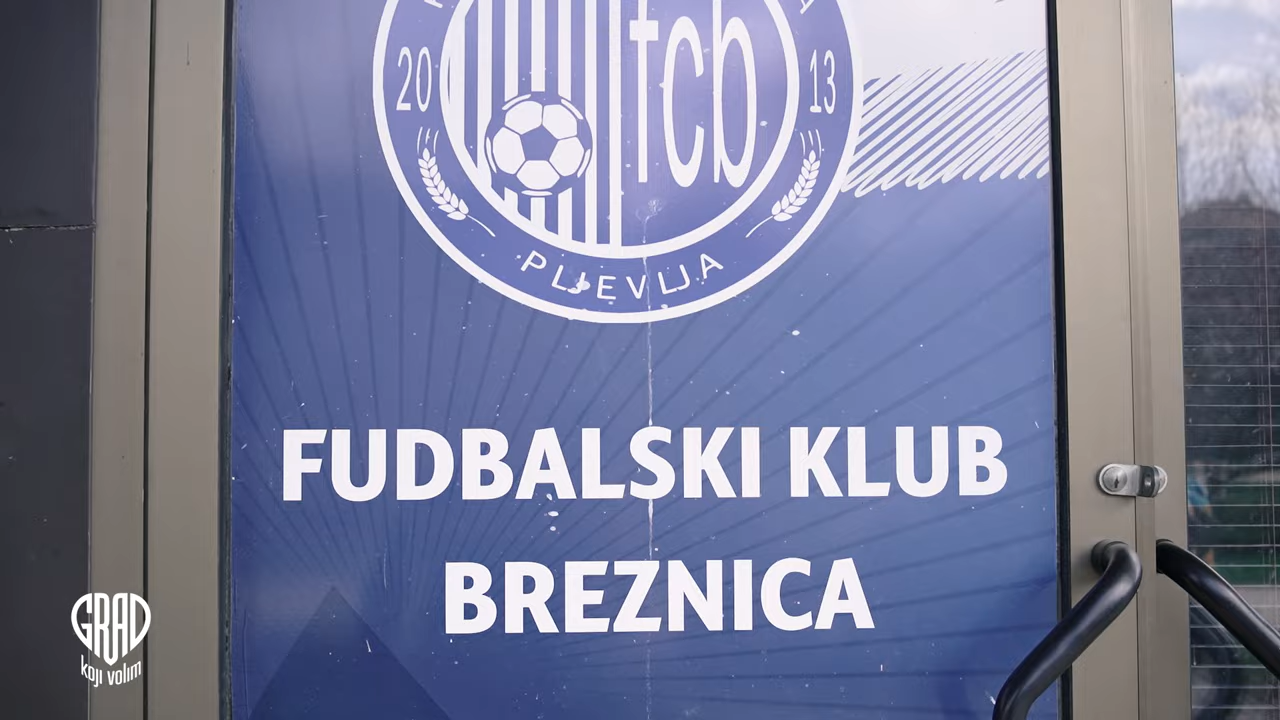 20 13
fcb
PLJEVLJA
FUDBALSKI KLUB
BREZNICA
GRAD
koji volim